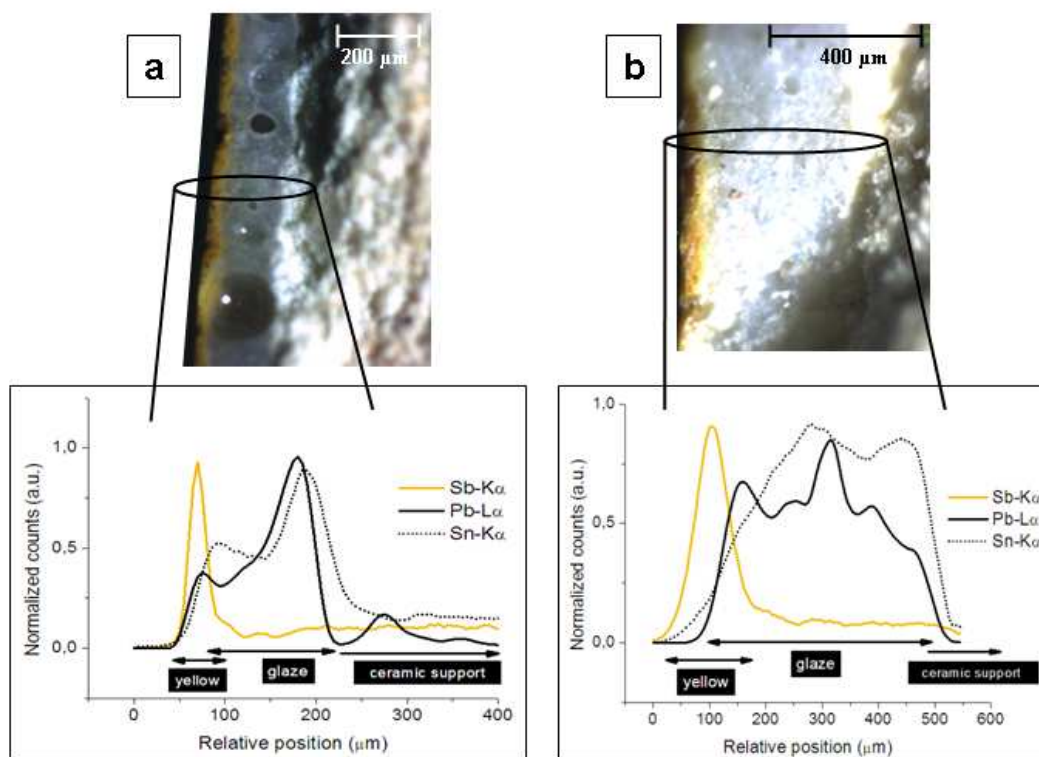 a
200 µm
b
400 µm
Normalized counts (a.u.)
1.0
0.5
0.0
Sb-Kα
Pb-Lα
Sn-Kα
yellow
glaze
ceramic support
0
100
200
300
400
Relative position (µm)
Normalized counts (a.u.)
1,0
0,5
0,0
Sb-Kα
Pb-Lα
Sn-Kα
yellow
glaze
ceramic support
0
100
200
300
400
500
600
Relative position (µm)